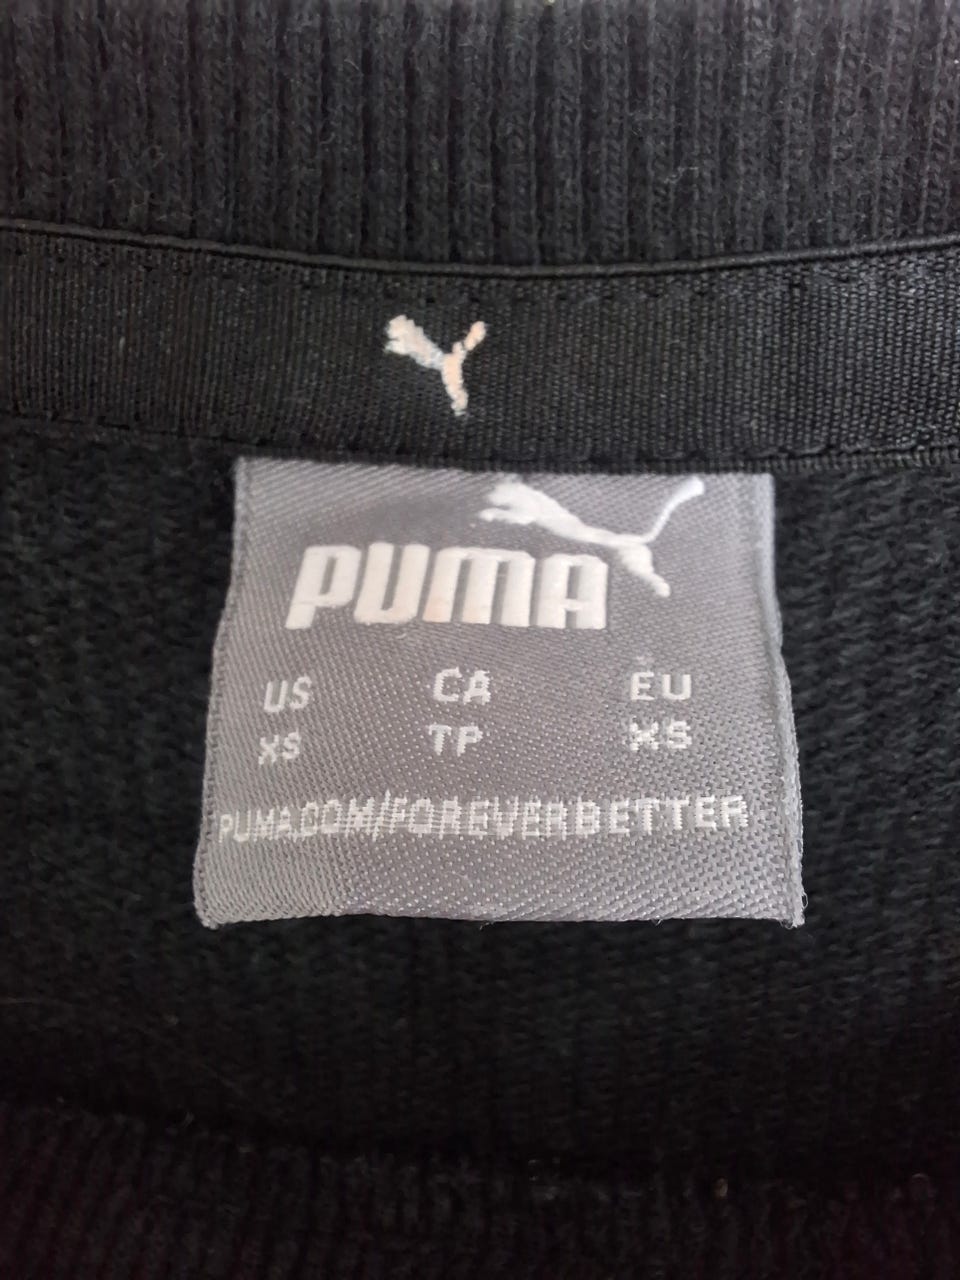 PUMA
US CA EU
XS TP XS
PUMA.COM/FOREVERBETTER